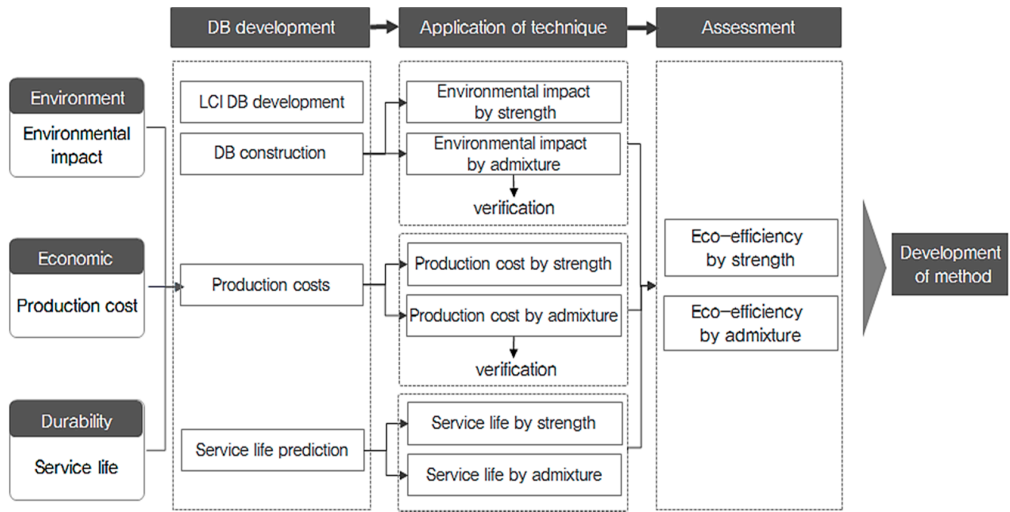 DB development
Application of technique
Assessment
Environment
Environmental
impact
Economic
Production cost
Durability
Service life
LCI DB development
DB construction
Production costs
Service life prediction
Environmental impact
by strength
Environmental impact
by admixture
verification
Production cost by strength
Production cost by admixture
verification
Service life by strength
Service life by admixture
Eco-efficiency
by strength
Eco-efficiency
by admixture
Development
of method